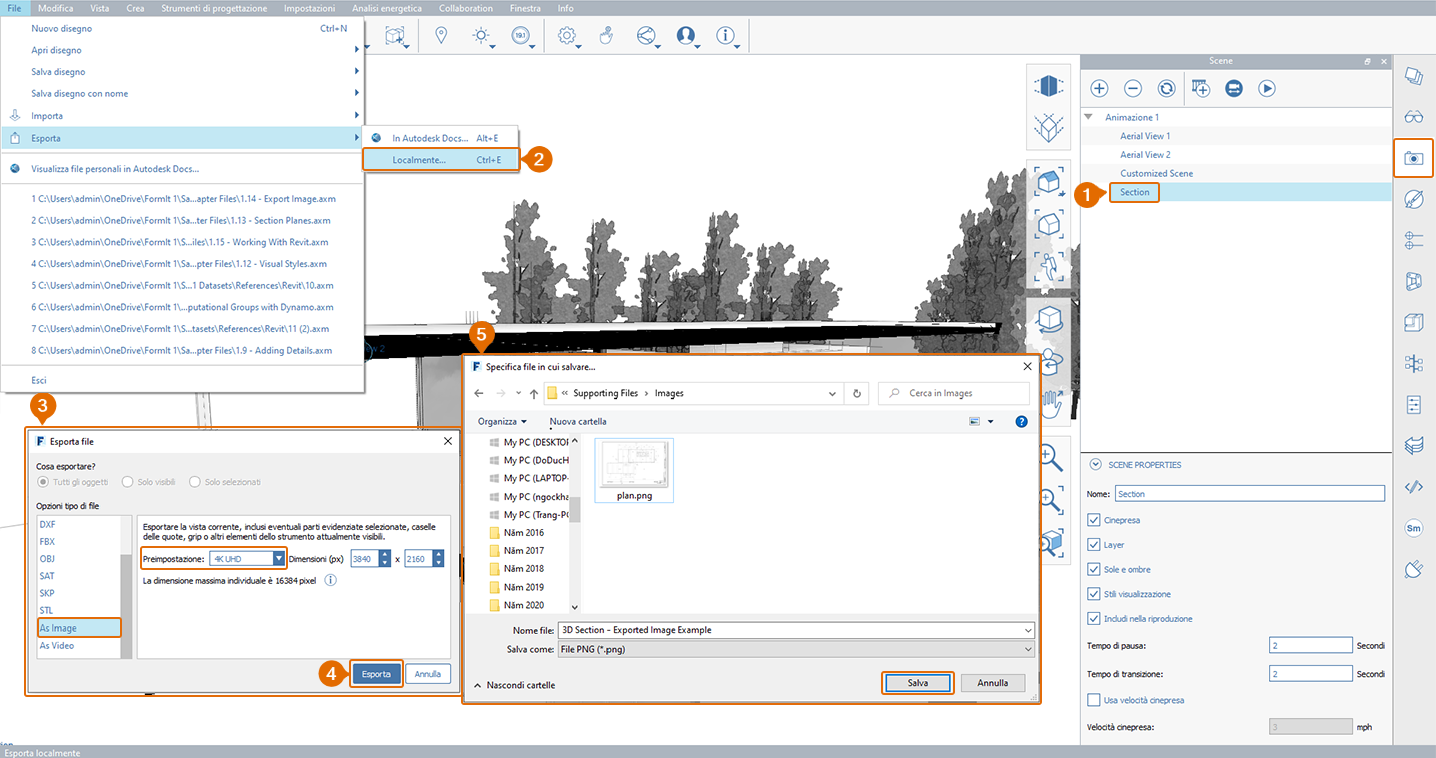 File Modifica Vista Crea Strumenti di progettazione Impostazioni Analisi energetica Collaboration Finestra Info
Nuovo disegno Ctrl+N
Apri disegno
Salva disegno
Salva disegno con nome
Importa
Esporta
Visualizza file personali in Autodesk Docs...
1 C:\Users\admin\OneDrive\FormIt 1\Sa...apter Files\1.14 - Export Image.axm
2 C:\Users\admin\OneDrive\FormIt 1\Sa...ter Files\1.13 - Section Planes.axm
3 C:\Users\admin\OneDrive\FormIt 1\S...iles\1.15 - Working With Revit.axm
4 C:\Users\admin\OneDrive\FormIt 1\Sa...pter Files\1.12 - Visual Styles.axm
5 C:\Users\admin\OneDrive\FormIt 1\S...1 Datasets\References\Revit\10.axm
6 C:\Users\admin\OneDrive\FormIt 1\...putational Groups with Dynamo.axm
7 C:\Users\admin\OneDrive\FormIt 1\S...tasets\References\Revit\11 (2).axm
8 C:\Users\admin\OneDrive\FormIt 1\Sa...pter Files\1.9 - Adding Details.axm
Esci
In Autodesk Docs... Alt+E
Localmente... Ctrl+E
2
19.1
Scene
Animazione 1
Aerial View 1
Aerial View 2
Customized Scene
1
Section
3
Esporta file
Cosa esportare?
Tutti gli oggetti Solo visibili Solo selezionati
Opzioni tipo di file
DXF
FBX
OBJ
SAT
SKP
STL
As Image
As Video
Esportare la vista corrente, inclusi eventuali parti evidenziate selezionate, caselle
delle quote, grip o altri elementi dello strumento attualmente visibili.
Preimpostazione: 4K UHD Dimensioni (px) 3840 x 2160
La dimensione massima individuale è 16384 pixel
4
Esporta Annulla
5
Specifica file in cui salvare...
« Supporting Files › Images
Cerca in Images
Organizza Nuova cartella
My PC (DESKTOP
My PC (DoDucH
My PC (LAPTOP-
My PC (ngockha
My PC (Trang-PC
Năm 2016
Năm 2017
Năm 2018
Năm 2019
Năm 2020
plan.png
Nome file: 3D Section - Exported Image Example
Salva come: File PNG (*.png)
Nascondi cartelle
Salva Annulla
SCENE PROPERTIES
Nome: Section
Cinepresa
Layer
Sole e ombre
Stili visualizzazione
Includi nella riproduzione
Tempo di pausa: 2 Secondi
Tempo di transizione: 2 Secondi
Usa velocità cinepresa
Velocità cinepresa: 3 mph
Sm
Esporta localmente